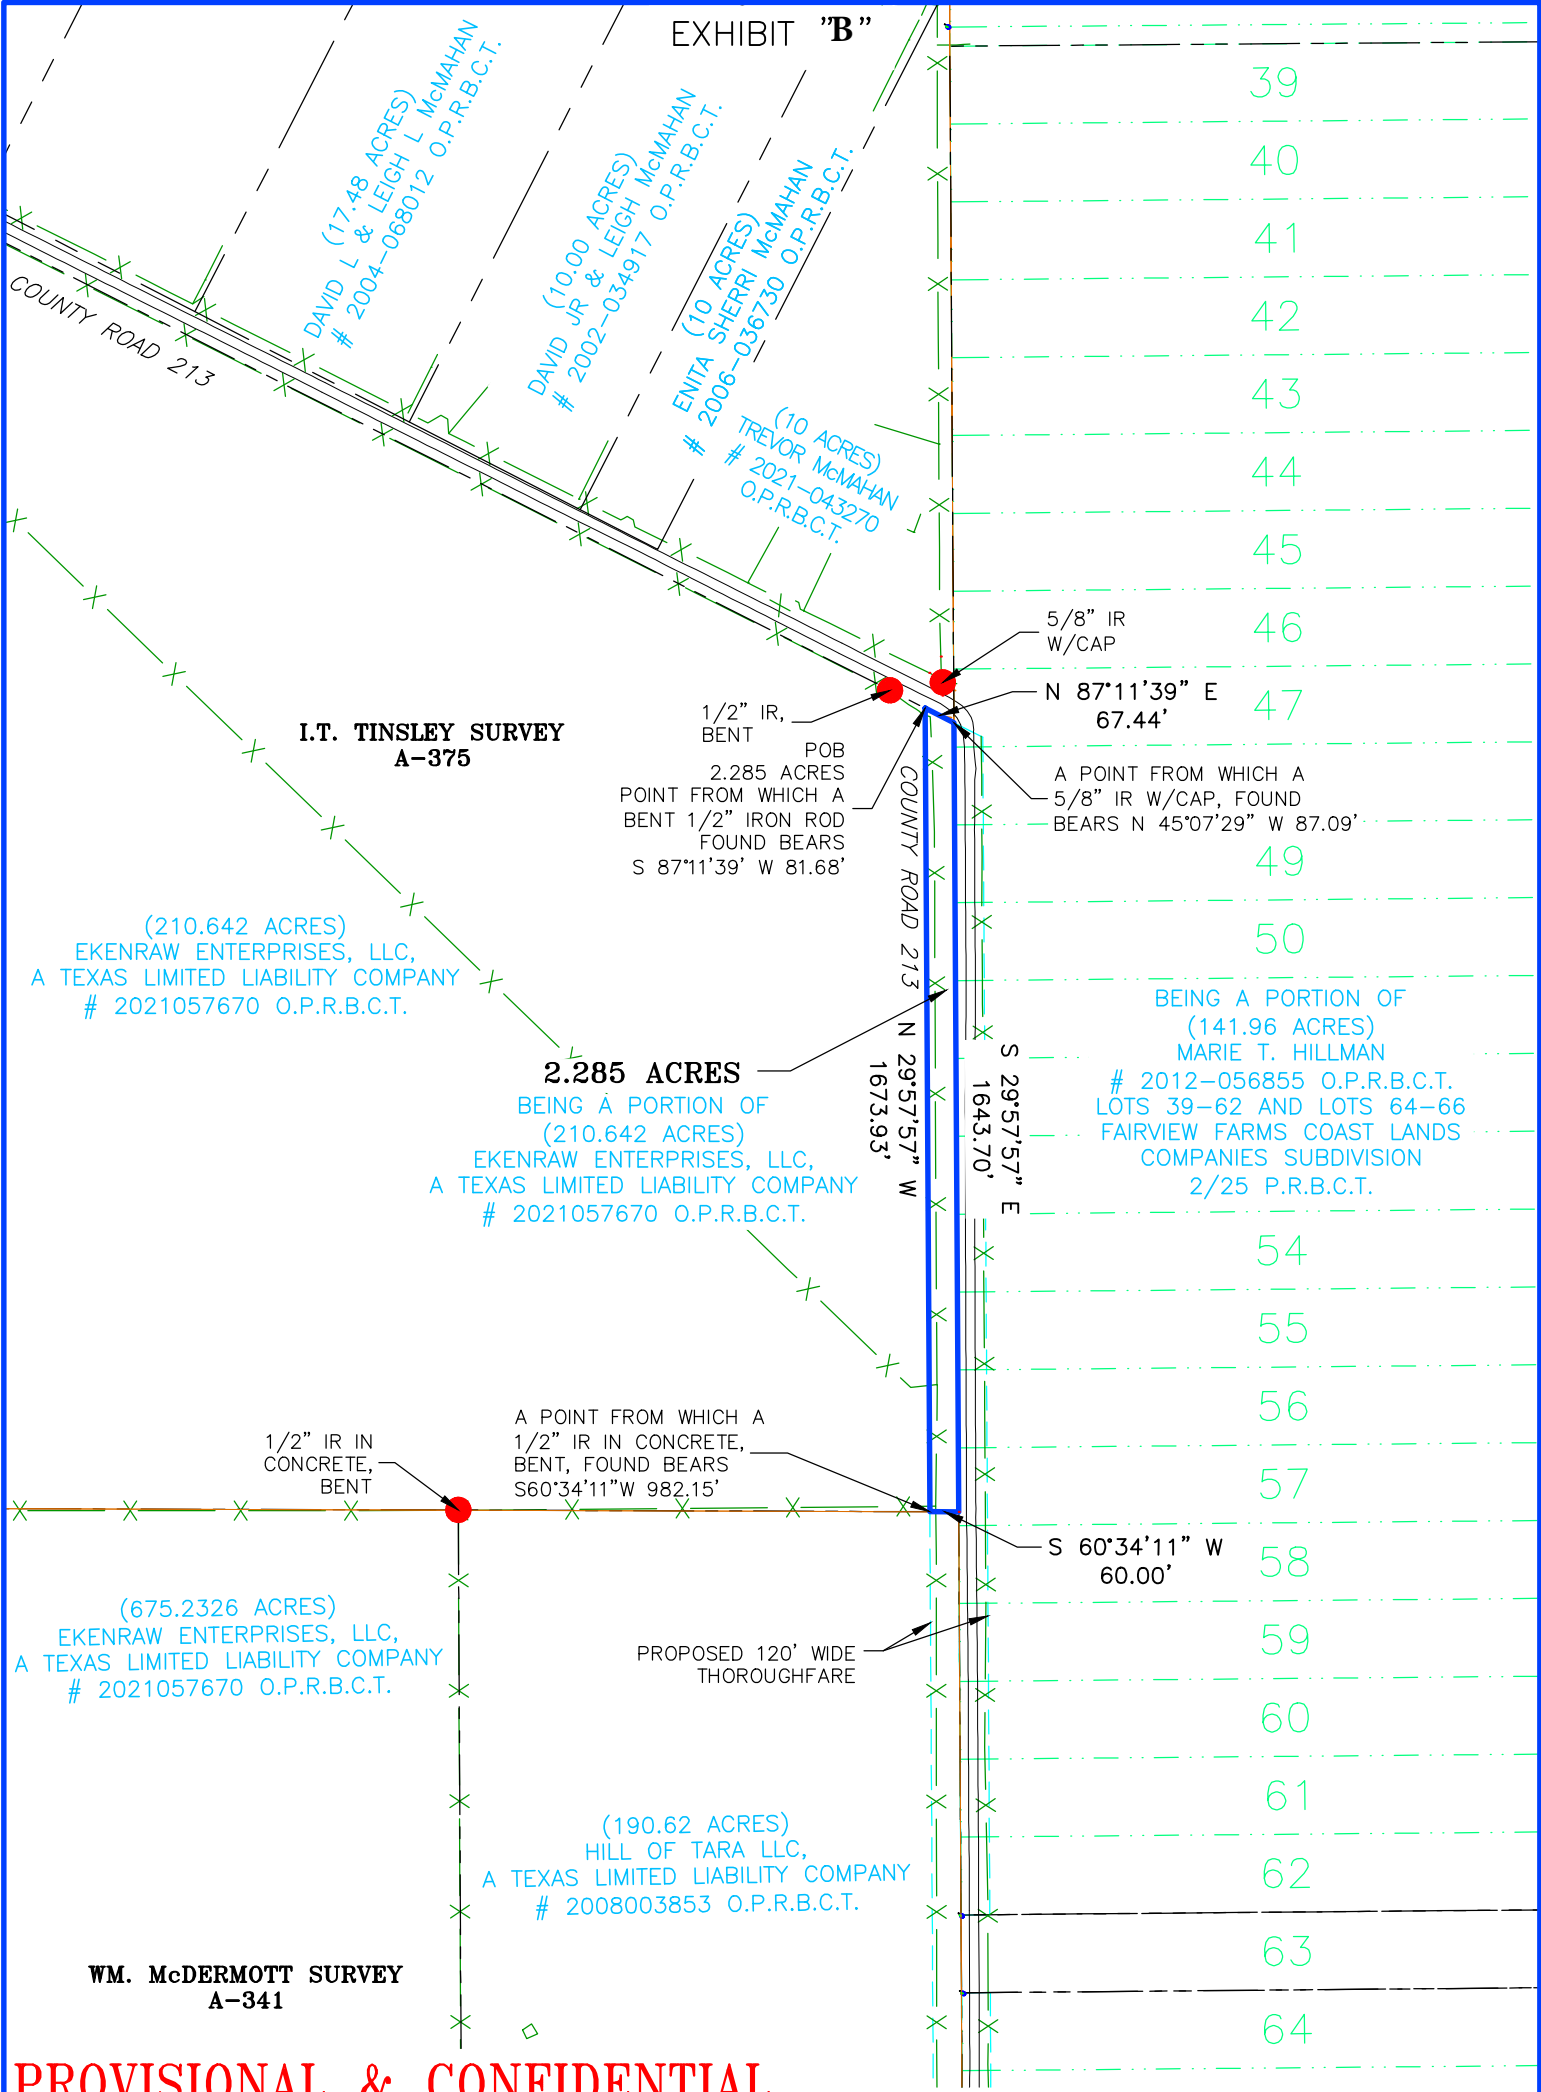 EXHIBIT "B"
(17.48 ACRES)
DAVID L & LEIGH L McMAHAN
# 2004-068012 O.P.R.B.C.T.
(10.00 ACRES)
DAVID JR & LEIGH McMAHAN
# 2002-034917 O.P.R.B.C.T.
(10 ACRES)
ENITA SHERRI McMAHAN
# 2006-036730 O.P.R.B.C.T.
(10 ACRES)
TREVOR McMAHAN
# 2021-043270
O.P.R.B.C.T.
COUNTY ROAD 213
39
40
41
42
43
44
45
46
47
49
50
5/8" IR
W/CAP
N 87°11'39" E
67.44'
1/2" IR,
BENT
I.T. TINSLEY SURVEY
A-375
POB
2.285 ACRES
POINT FROM WHICH A
BENT 1/2" IRON ROD
FOUND BEARS
S 87°11'39' W 81.68'
A POINT FROM WHICH A
5/8" IR W/CAP, FOUND
BEARS N 45°07'29" W 87.09'
COUNTY ROAD 213
(210.642 ACRES)
EKENRAW ENTERPRISES, LLC,
A TEXAS LIMITED LIABILITY COMPANY
# 2021057670 O.P.R.B.C.T.
2.285 ACRES
BEING A PORTION OF
(210.642 ACRES)
EKENRAW ENTERPRISES, LLC,
A TEXAS LIMITED LIABILITY COMPANY
# 2021057670 O.P.R.B.C.T.
N 29°57'57" W
1673.93'
S 29°57'57" E
1643.70'
BEING A PORTION OF
(141.96 ACRES)
MARIE T. HILLMAN
# 2012-056855 O.P.R.B.C.T.
LOTS 39-62 AND LOTS 64-66
FAIRVIEW FARMS COAST LANDS
COMPANIES SUBDIVISION
2/25 P.R.B.C.T.
54
55
56
57
58
59
60
61
62
63
64
1/2" IR IN
CONCRETE,
BENT
A POINT FROM WHICH A
1/2" IR IN CONCRETE,
BENT, FOUND BEARS
S60°34'11"W 982.15'
S 60°34'11" W
60.00'
(675.2326 ACRES)
EKENRAW ENTERPRISES, LLC,
A TEXAS LIMITED LIABILITY COMPANY
# 2021057670 O.P.R.B.C.T.
PROPOSED 120' WIDE
THOROUGHFARE
(190.62 ACRES)
HILL OF TARA LLC,
A TEXAS LIMITED LIABILITY COMPANY
# 2008003853 O.P.R.B.C.T.
WM. McDERMOTT SURVEY
A-341
PROVISIONAL & CONFIDENTIAL